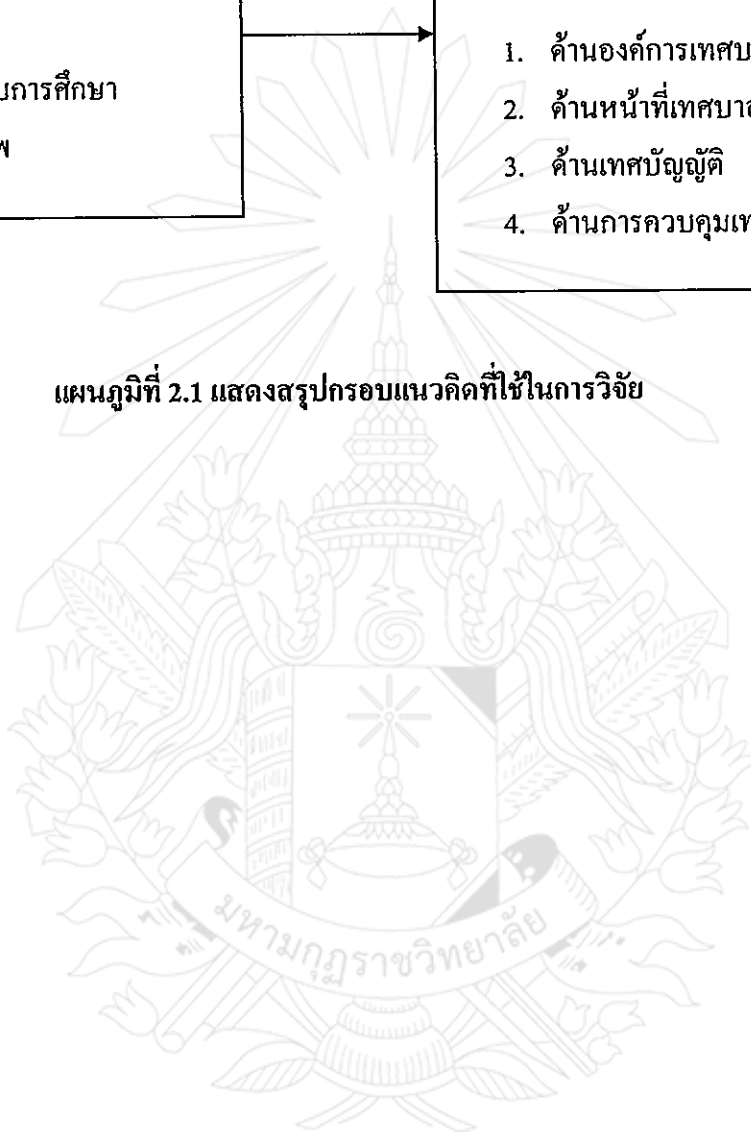 1. ด้านองค์การเทศบ
บการศึกษา
2. ด้านหน้าที่เทศบา
พ
3. ด้านเทศบัญญัติ
4. ด้านการควบคุมเท
แผนภูมิที่ 2.1 แสดงสรุปกรอบแนวคิดที่ใช้ในการวิจัย
มหามกุฏราชวิทยาลัย